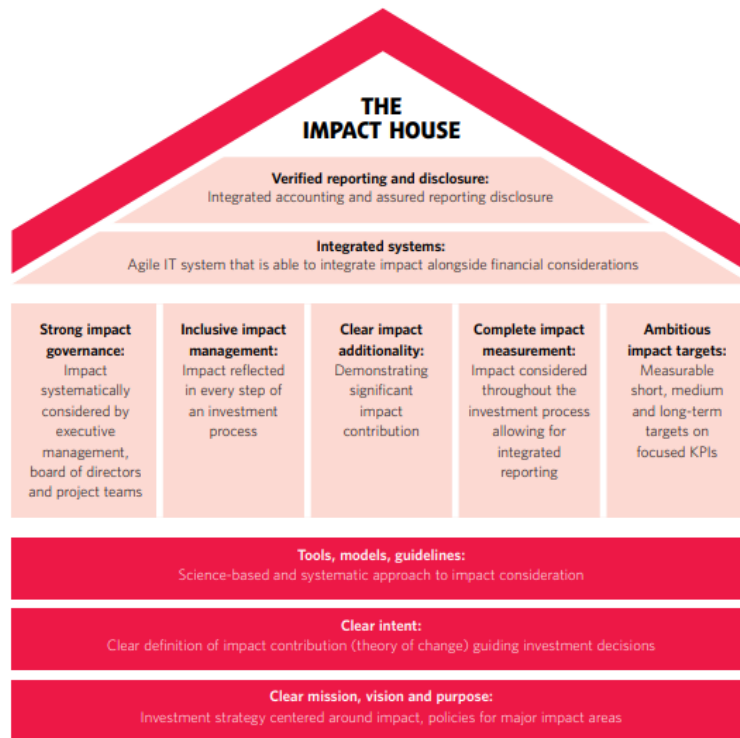 THE
IMPACT HOUSE
Verified reporting and disclosure:
Integrated accounting and assured reporting disclosure
Integrated systems:
Agile IT system that is able to integrate impact alongside financial considerations
Strong impact
governance:
Impact
systematically
considered by
executive
management,
board of directors
and project teams
Inclusive impact
management:
Impact reflected
in every step of
an investment
process
Clear impact
additionality:
Demonstrating
significant
impact
contribution
Complete impact
measurement:
Impact considered
throughout the
investment process
allowing for
integrated
reporting
Ambitious
impact targets:
Measurable
short, medium
and long-term
targets on
focused KPIs
Tools, models, guidelines:
Science-based and systematic approach to impact consideration
Clear intent:
Clear definition of impact contribution (theory of change) guiding investment decisions
Clear mission, vision and purpose:
Investment strategy centered around impact, policies for major impact areas